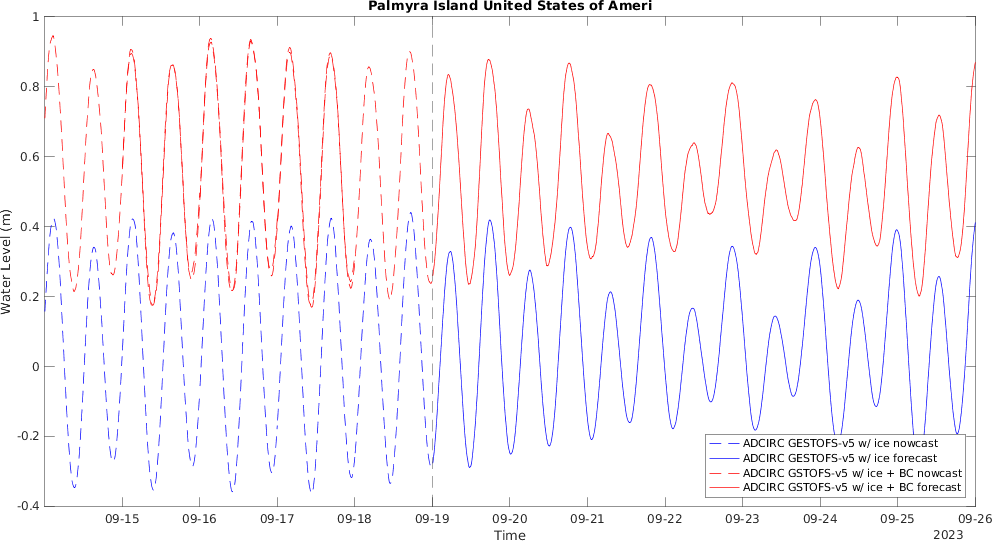 Palmyra Island United States of Ameri
Water Level (m)
1
0.8
0.6
0.4
0.2
0
-0.2
-0.4
ADCIRC GESTOFS-v5 w/ ice nowcast
ADCIRC GESTOFS-v5 w/ ice forecast
ADCIRC GSTOFS-v5 w/ ice + BC nowcast
ADCIRC GSTOFS-v5 w/ ice + BC forecast
09-15 09-16 09-17 09-18 09-19 09-20 09-21 09-22 09-23 09-24 09-25 09-26
Time
2023